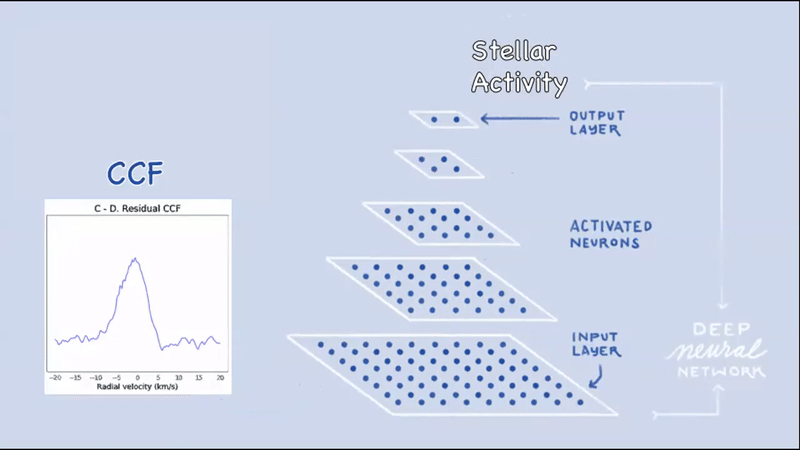 Stellar
Activity
OUTPUT
LAYER
CCF
C - D. Residual CCF
ACTIVATED
NEURONS
INPUT
LAYER
DEEP
neural
NETWORK
−20 −15 −10 −5 0 5 10 15 20
Radial velocity (km/s)